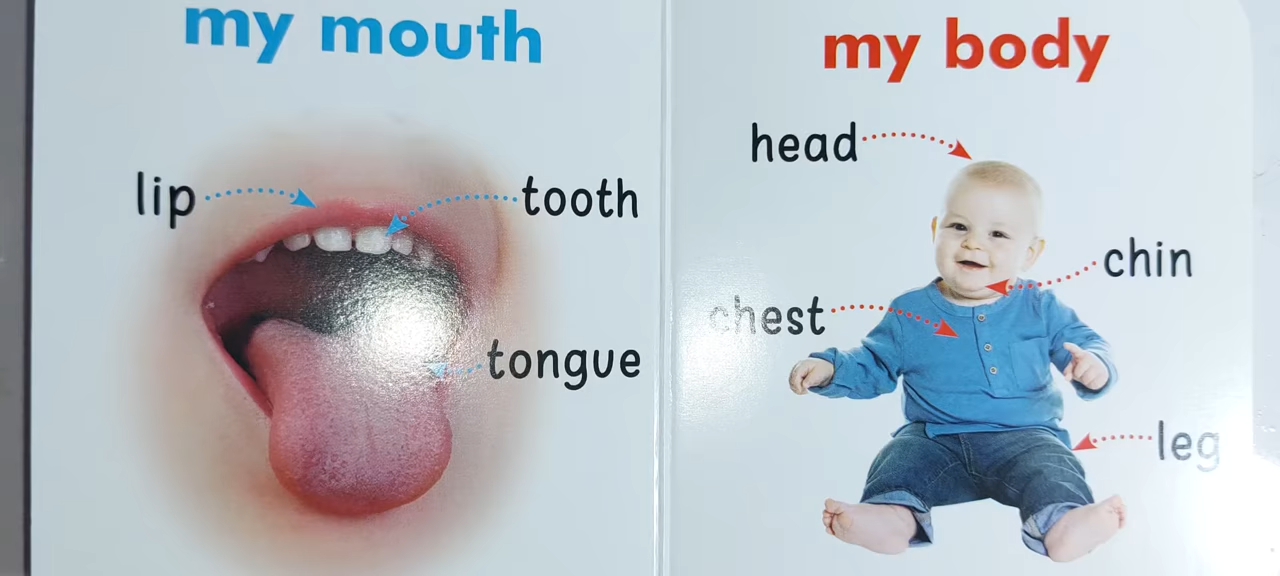 my mouth
lip
tooth
tongue
my body
head
chin
chest
leg